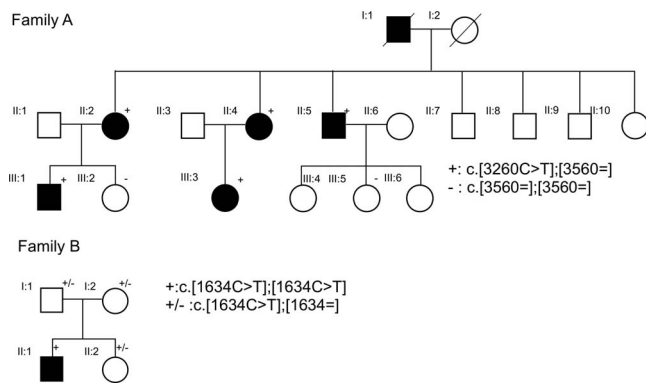 Family A
I:1 I:2
II:1 II:2 + II:3 II:4 + II:5 + II:6 II:7 II:8 II:9 II:10
+: c.[3260C>T];[3560=]
- : c.[3560=];[3560=]
III:1 + III:2 - III:3 + III:4 III:5 - III:6
Family B
I:1 +/- I:2 +/-
+:c.[1634C>T];[1634C>T]
+/- :c.[1634C>T];[1634=]
II:1 + II:2 +/-